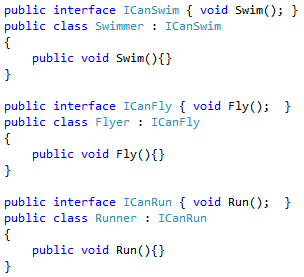 public interface ICanSwim { void Swim(); }
public class Swimmer : ICanSwim
{
    public void Swim(){}
}

public interface ICanFly { void Fly();  }
public class Flyer : ICanFly
{
    public void Fly(){}
}

public interface ICanRun { void Run();  }
public class Runner : ICanRun
{
    public void Run(){}
}